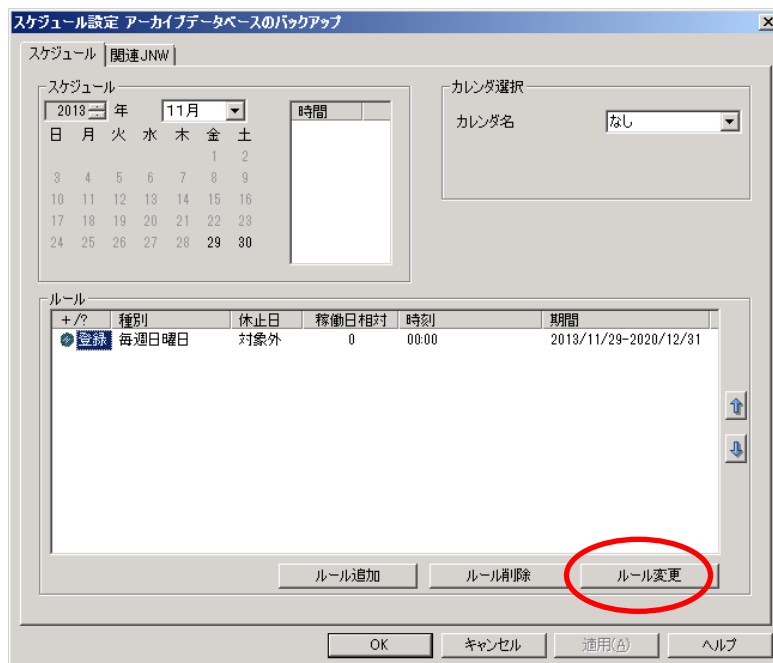 スケジュール設定 アーカイブデータベースのバックアップ
スケジュール 関連JNW
スケジュール
2013 年 11月
日 月 火 水 木 金 土
1 2
3 4 5 6 7 8 9
10 11 12 13 14 15 16
17 18 19 20 21 22 23
24 25 26 27 28 29 30
時間
カレンダ選択
カレンダ名 なし
ルール
+/? 種別 休止日 稼働日相対 時刻 期間
登録 毎週日曜日 対象外 0 00:00 2013/11/29-2020/12/31
ルール追加 ルール削除 ルール変更
OK キャンセル 適用(A) ヘルプ